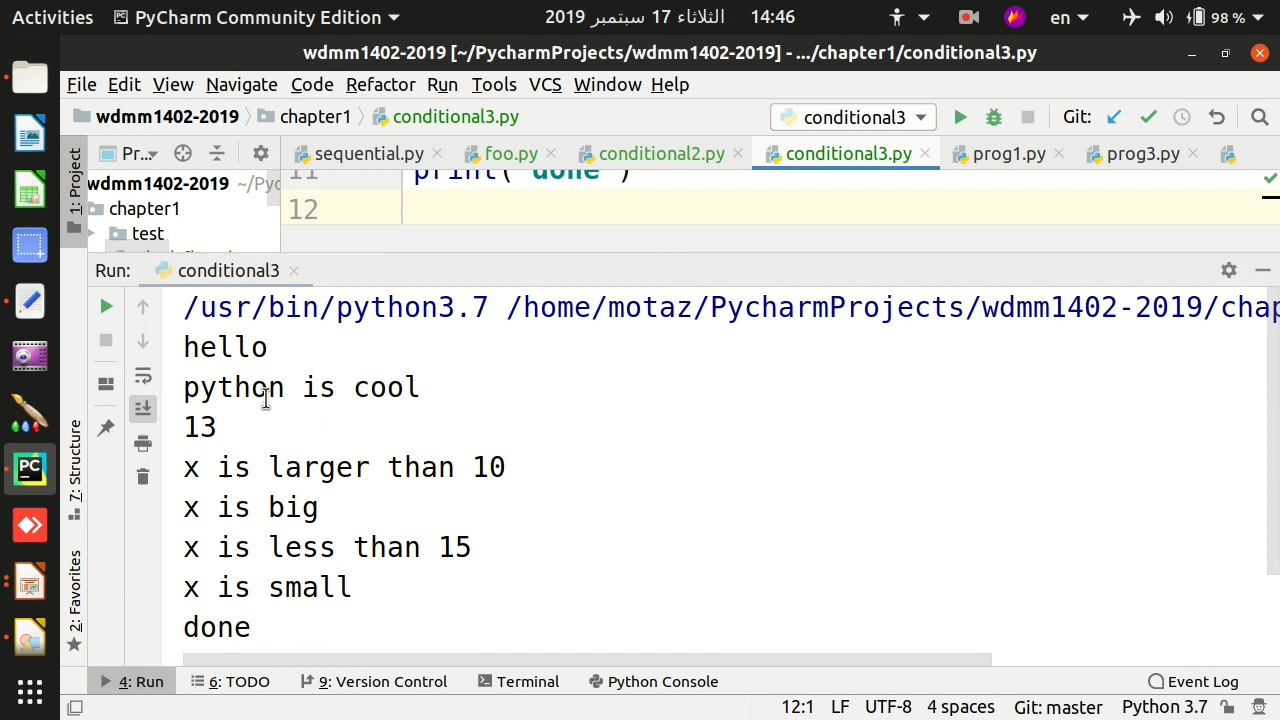 Activities PyCharm Community Edition 2019 الثلاثاء 17 سبتمبر 14:46 en 98 %
wdmm1402-2019 [~/PycharmProjects/wdmm1402-2019] - .../chapter1/conditional3.py
File Edit View Navigate Code Refactor Run Tools VCS Window Help
wdmm1402-2019 chapter1 conditional3.py conditional3 Git:
1: Project Pr... sequential.py foo.py conditional2.py conditional3.py prog1.py prog3.py
wdmm1402-2019 ~/Pyc
11 print("done")
chapter1
12
test
Run: conditional3
/usr/bin/python3.7 /home/motaz/PycharmProjects/wdmm1402-2019/chap
hello
python is cool
13
x is larger than 10
x is big
x is less than 15
x is small
done
7: Structure
2: Favorites
PC
4: Run 6: TODO 9: Version Control Terminal Python Console Event Log
12:1 LF UTF-8 4 spaces Git: master Python 3.7